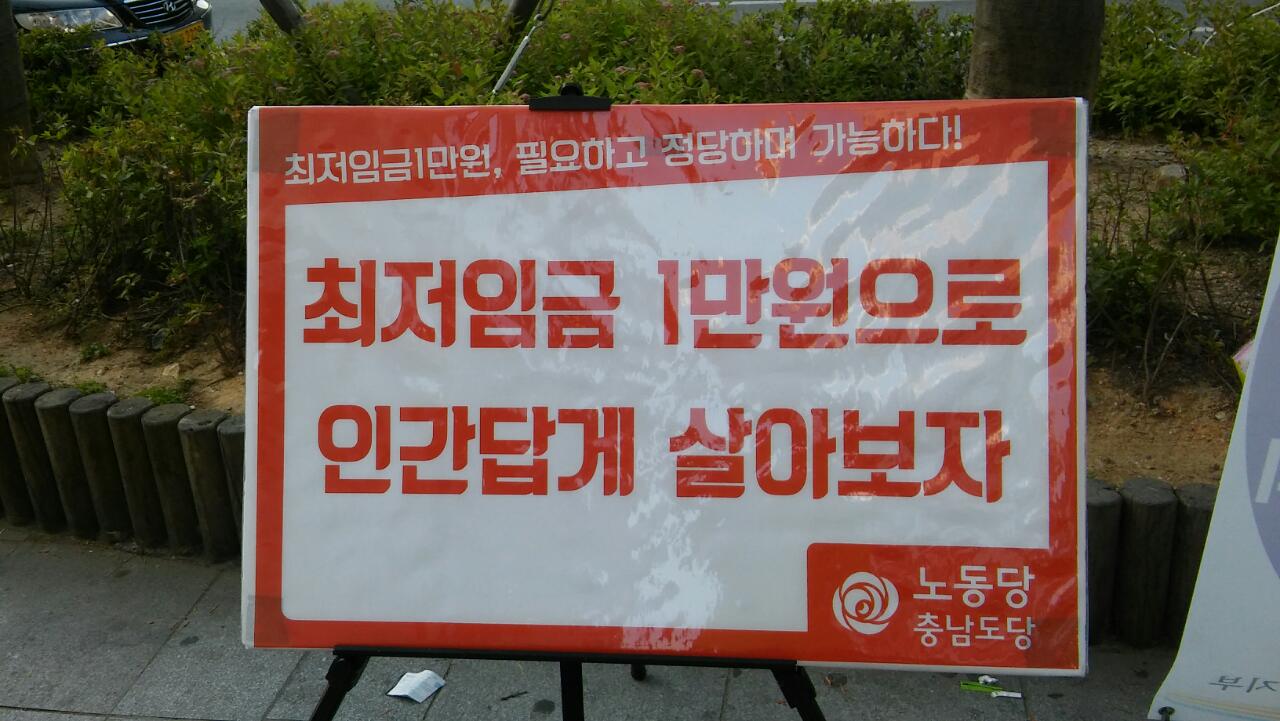 최저임금1만원, 필요하고 정당하며 가능하다!
최저임금 1만원으로
인간답게 살아보자
노동당
충남도당